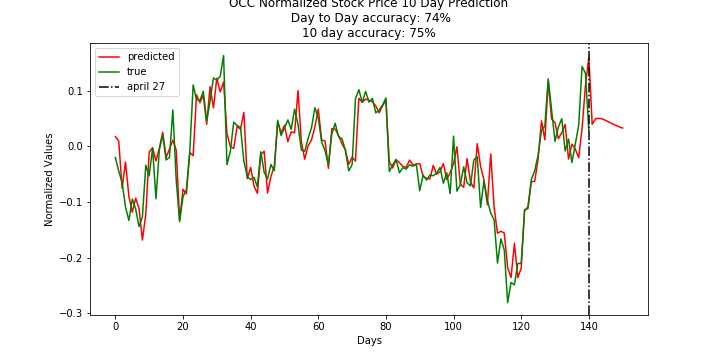 OCC Normalized Stock Price 10 Day Prediction
Day to Day accuracy: 74%
10 day accuracy: 75%
predicted
true
april 27
Normalized Values
0.1
0.0
−0.1
−0.2
−0.3
0
20
40
60
80
100
120
140
Days